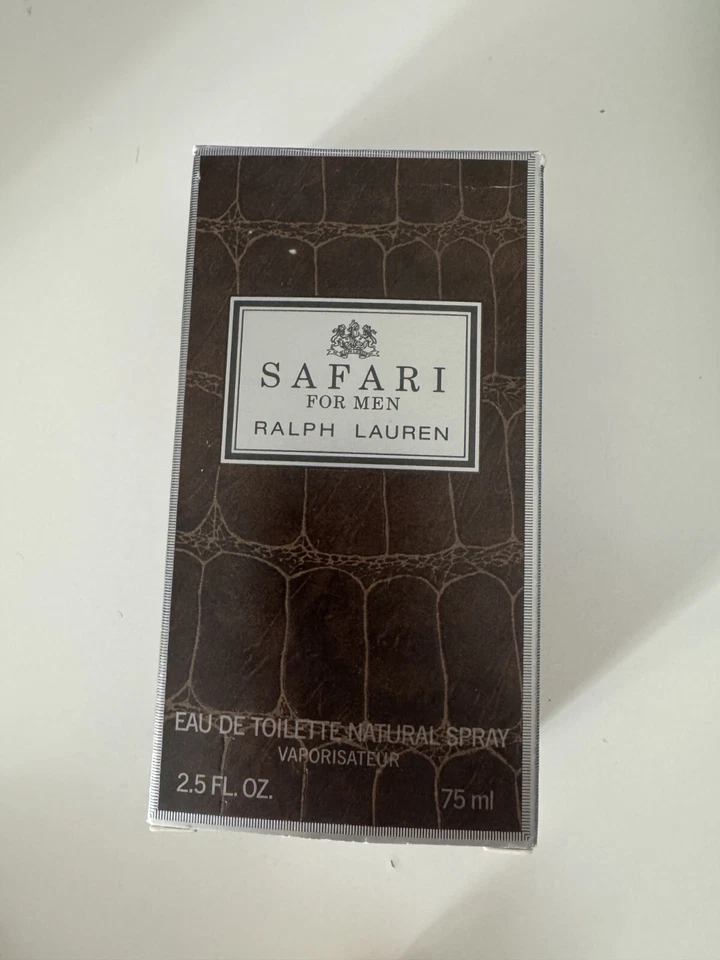 SAFARI
FOR MEN
RALPH LAUREN
EAU DE TOILETTE NATURAL SPRAY
VAPORISATEUR
2.5 FL. OZ. 75 ml